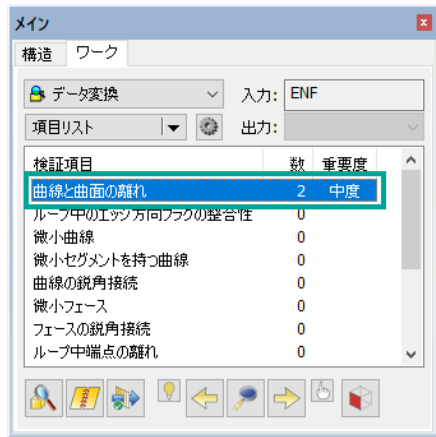 メイン
構造 ワーク
データ変換 入力: ENF
項目リスト 出力:
検証項目 数 重要度
曲線と曲面の離れ 2 中度
ループ中のエッジ方向フラグの整合性 0
微小曲線 0
微小セグメントを持つ曲線 0
曲線の鋭角接続 0
微小フェース 0
フェースの鋭角接続 0
ループ中端点の離れ 0